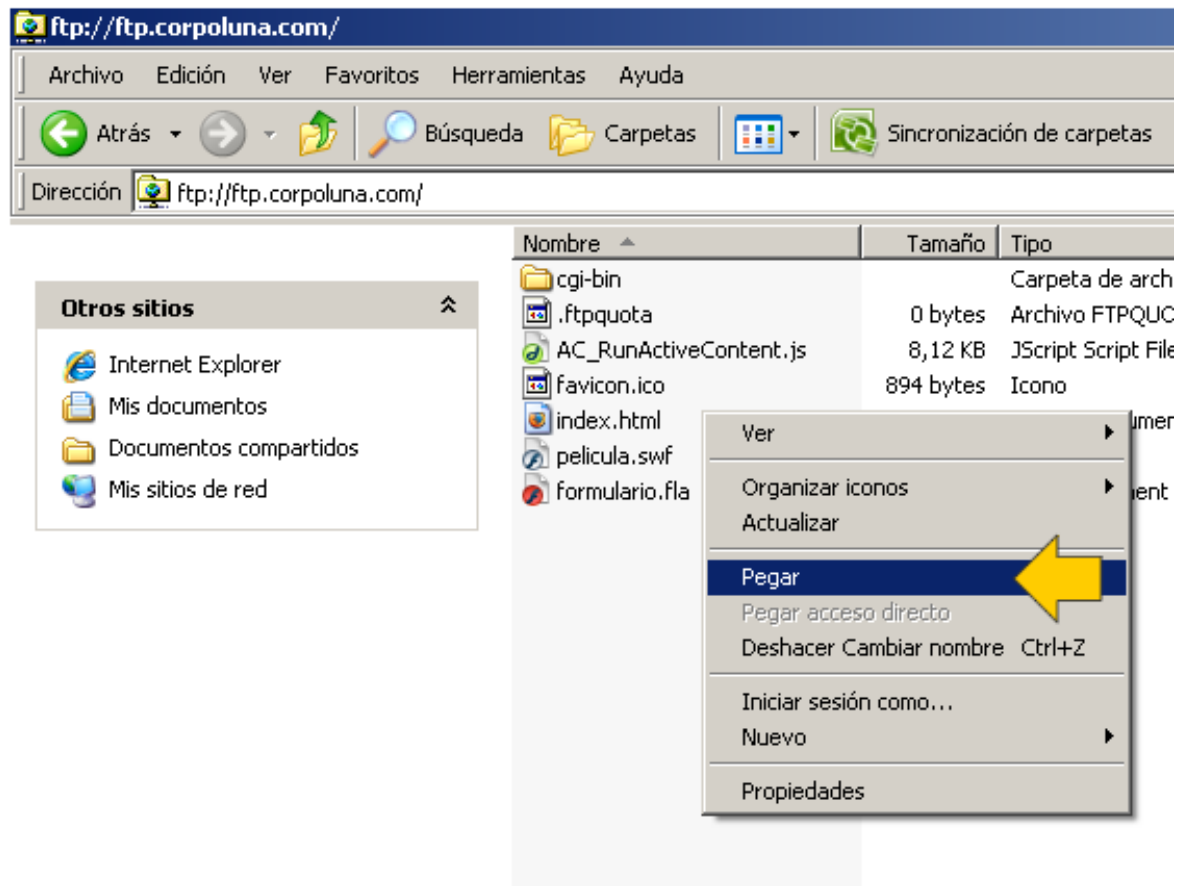 ftp://ftp.corpoluna.com/
Archivo Edición Ver Favoritos Herramientas Ayuda
Atrás Búsqueda Carpetas Sincronización de carpetas
Dirección ftp://ftp.corpoluna.com/
Nombre Tamaño Tipo
Otros sitios
Internet Explorer
Mis documentos
Documentos compartidos
Mis sitios de red
cgi-bin Carpeta de arch
.ftpquota 0 bytes Archivo FTPQUO
AC_RunActiveContent.js 8,12 KB JScript Script File
favicon.ico 894 bytes Icono
index.html umen
pelicula.swf
formulario.fla ent
Ver
Organizar iconos
Actualizar
Pegar
Pegar acceso directo
Deshacer Cambiar nombre Ctrl+Z
Iniciar sesión como...
Nuevo
Propiedades